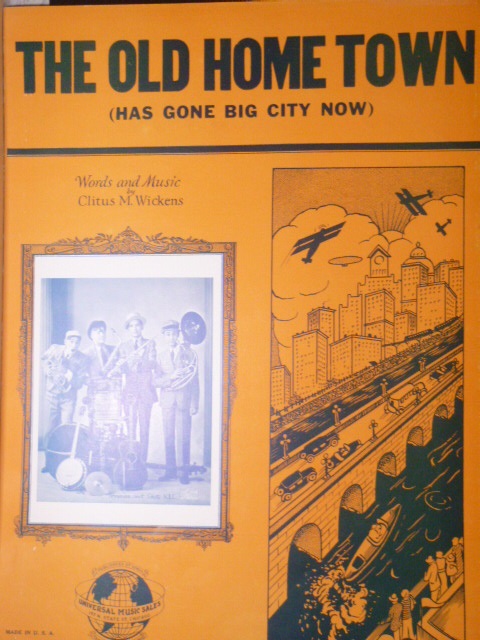 THE OLD HOME TOWN
(HAS GONE BIG CITY NOW)
Words and Music
by
Clitus M. Wickens
UNIVERSAL MUSIC SALES
MADE IN U. S. A.